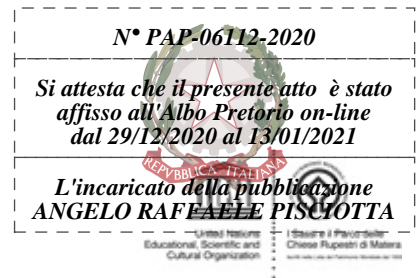 N° PAP-06112-2020
Si attesta che il presente atto è stato
affisso all'Albo Pretorio on-line
dal 29/12/2020 al 13/01/2021
REPVBBLICA ITALIANA
L'incaricato della pubblicazione
ANGELO RAFFAELE PISCIOTTA
United Nations
Educational, Scientific and
Cultural Organization
I Sassi e il Parco delle
Chiese Rupestri di Matera